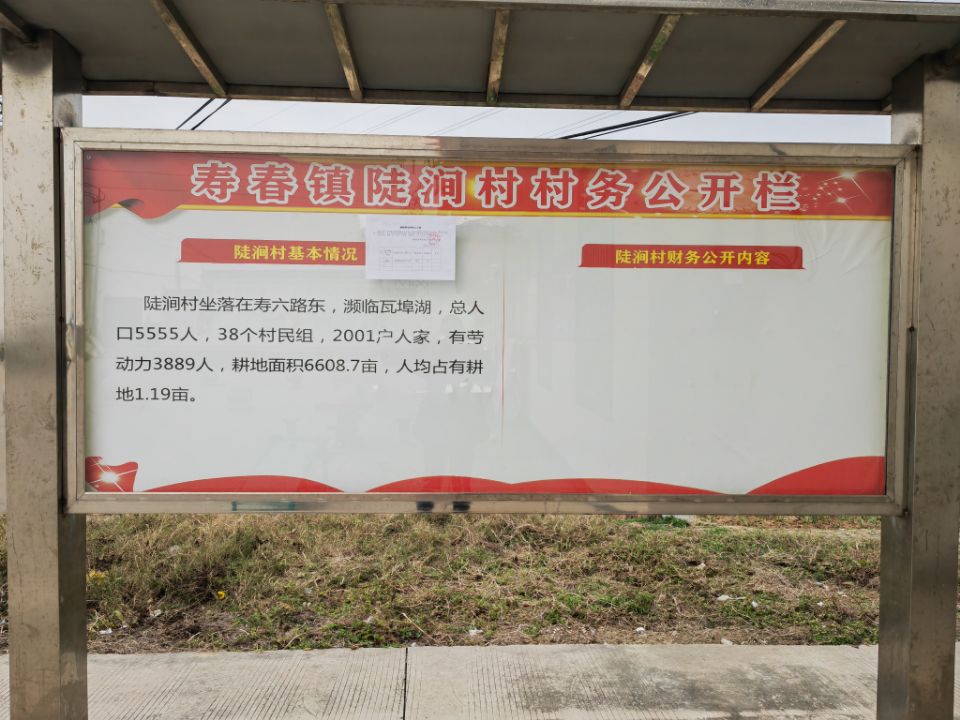 寿春镇陡涧村村务公开栏
陡涧村基本情况
陡涧村坐落在寿六路东，濒临瓦埠湖，总人
口5555人，38个村民组，2001户人家，有劳
动力3889人，耕地面积6608.7亩，人均占有耕
地1.19亩。
陡涧村财务公开内容